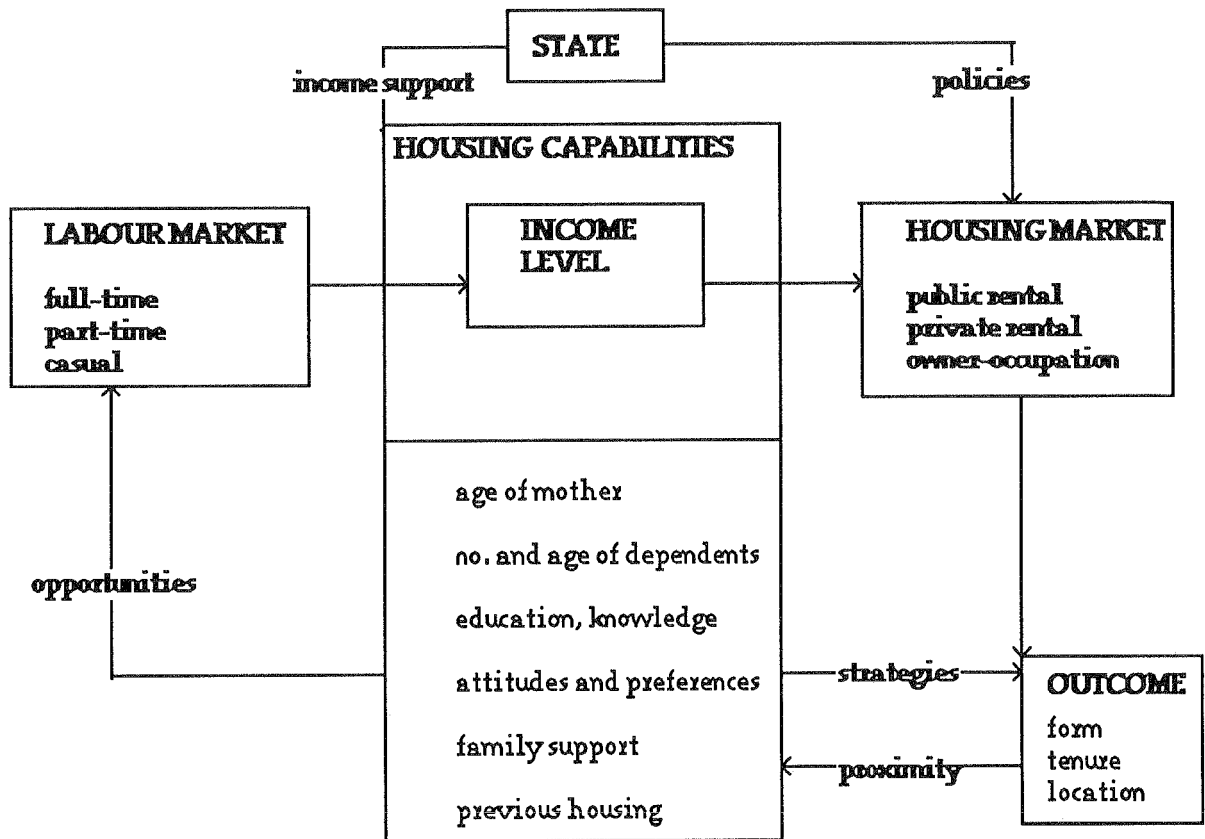 STATE
income support
policies
HOUSING CAPABILITIES
LABOUR MARKET
full-time
part-time
casual
INCOME
LEVEL
HOUSING MARKET
public rental
private rental
owner-occupation
age of mother
no. and age of dependents
education, knowledge
attitudes and preferences
family support
previous housing
opportunities
strategies
proximity
OUTCOME
form
tenure
location